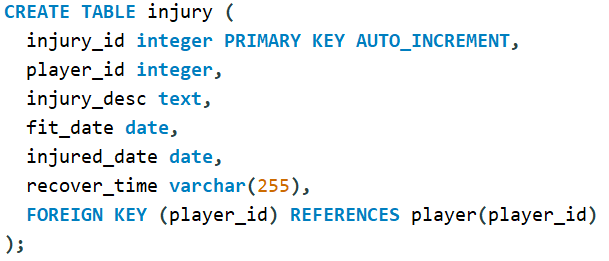 CREATE TABLE injury (
  injury_id integer PRIMARY KEY AUTO_INCREMENT,
  player_id integer,
  injury_desc text,
  fit_date date,
  injured_date date,
  recover_time varchar(255),
  FOREIGN KEY (player_id) REFERENCES player(player_id)
);